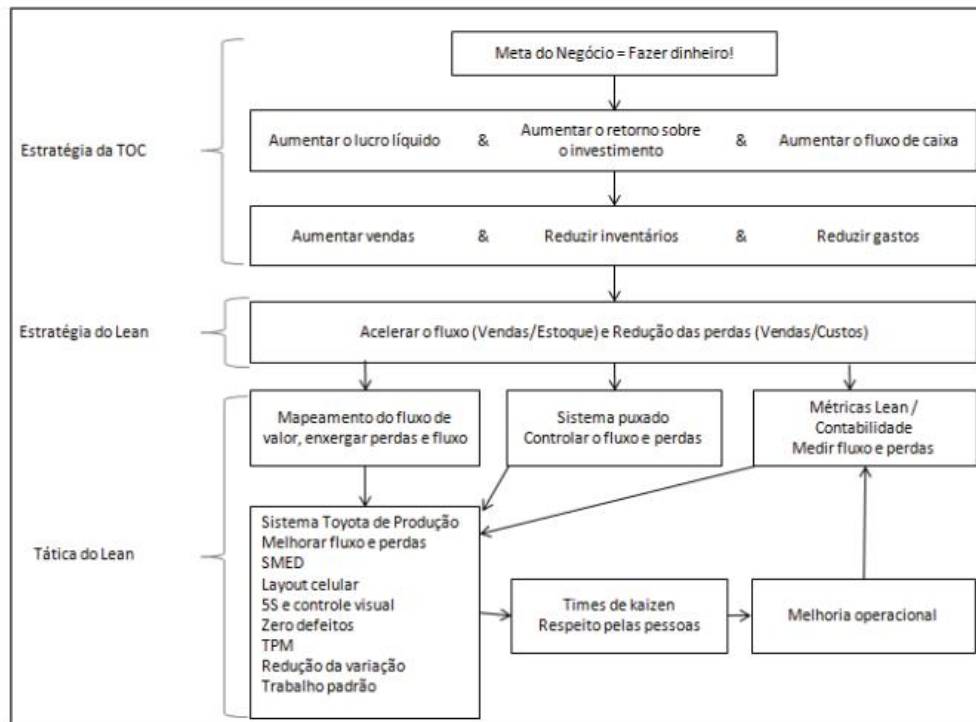 Meta do Negócio = Fazer dinheiro!
Estratégia da TOC
Aumentar o lucro líquido & Aumentar o retorno sobre o investimento & Aumentar o fluxo de caixa
Aumentar vendas & Reduzir inventários & Reduzir gastos
Estratégia do Lean
Acelerar o fluxo (Vendas/Estoque) e Redução das perdas (Vendas/Custos)
Mapeamento do fluxo de
valor, enxergar perdas e fluxo
Sistema puxado
Controlar o fluxo e perdas
Métricas Lean /
Contabilidade
Medir fluxo e perdas
Tática do Lean
Sistema Toyota de Produção
Melhorar fluxo e perdas
SMED
Layout celular
5S e controle visual
Zero defeitos
TPM
Redução da variação
Trabalho padrão
Times de kaizen
Respeito pelas pessoas
Melhoria operacional